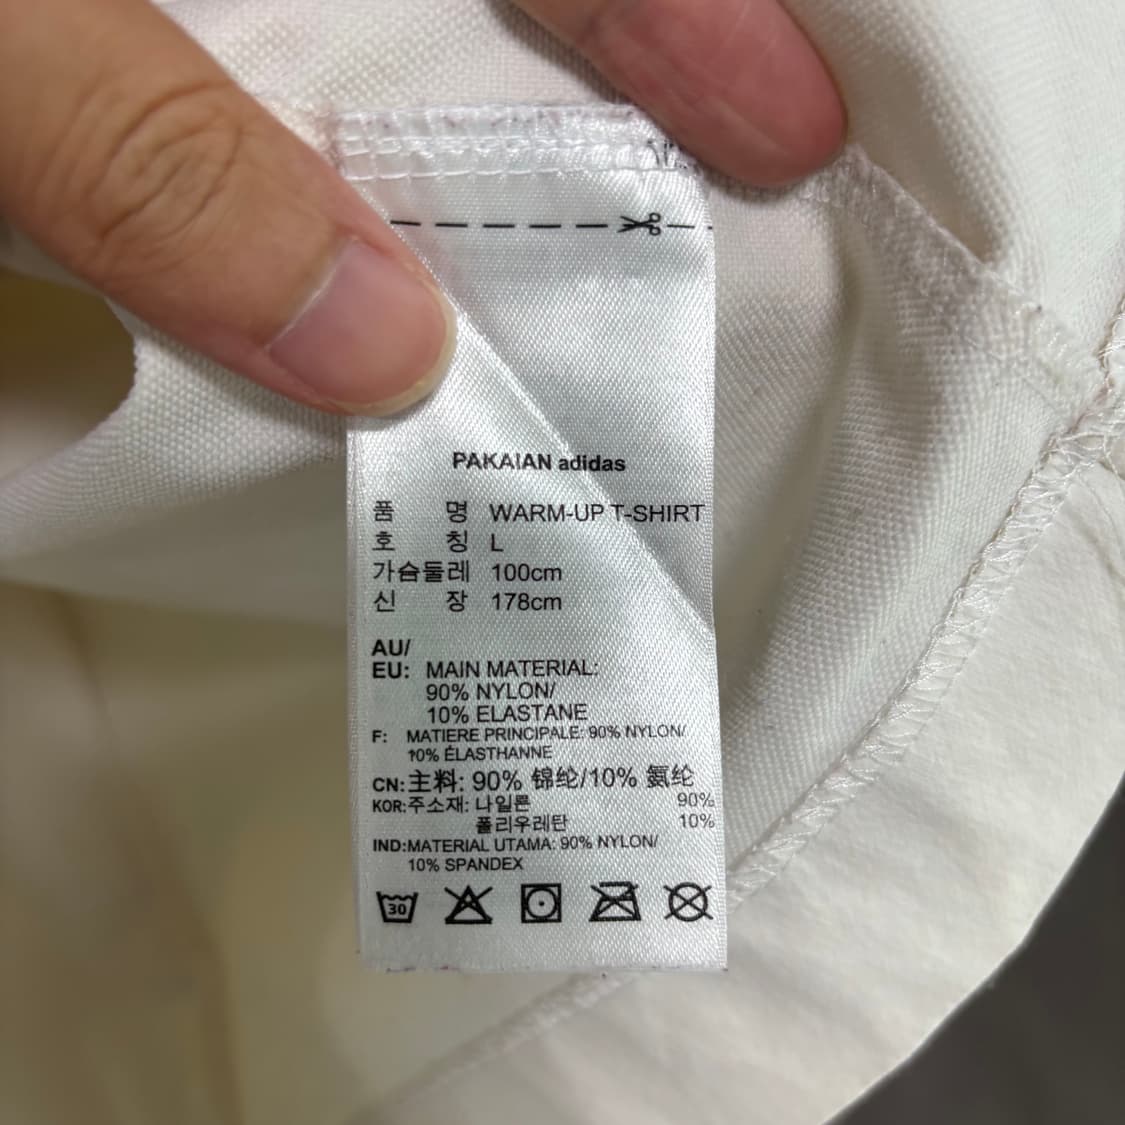 PAKAIAN adidas
품 명 WARM-UP T-SHIRT
호 칭 L
가슴둘레 100cm
신 장 178cm
AU/
EU: MAIN MATERIAL:
90% NYLON/
10% ELASTANE
F: MATIERE PRINCIPALE: 90% NYLON/
10% ÉLASTHANNE
CN:主料: 90% 锦纶/10% 氨纶
KOR:주소재: 나일론 90%
폴리우레탄 10%
IND:MATERIAL UTAMA: 90% NYLON/
10% SPANDEX
30